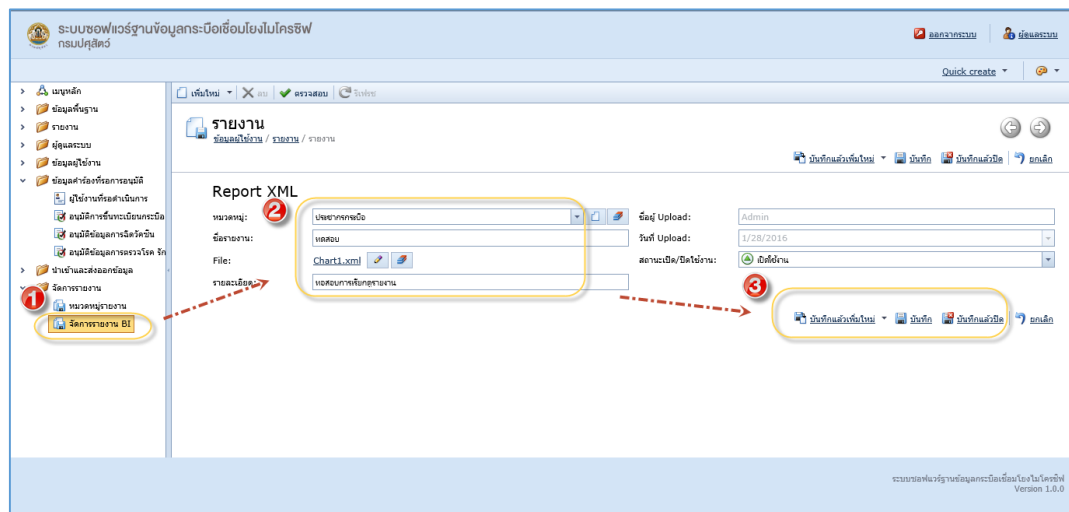 ระบบซอฟแวร์ฐานข้อมูลกระบือเชื่อมโยงไมโครชิฟ
กรมปศุสัตว์
ออกจากระบบ
ผู้ดูแลระบบ
Quick create
เมนูหลัก
ข้อมูลพื้นฐาน
รายงาน
ผู้ดูแลระบบ
ข้อมูลผู้ใช้งาน
ข้อมูลคำร้องที่รอการอนุมัติ
ผู้ใช้งานที่รอดำเนินการ
อนุมัติการขึ้นทะเบียนกระบือ
อนุมัติข้อมูลการฉีดวัคซีน
อนุมัติข้อมูลการตรวจโรค รัก
นำเข้าและส่งออกข้อมูล
จัดการรายงาน
หมวดหมู่รายงาน
จัดการรายงาน BI
1
เพิ่มใหม่ ลบ ตรวจสอบ รีเฟรช
รายงาน
ข้อมูลผู้ใช้งาน / รายงาน / รายงาน
บันทึกแล้วเพิ่มใหม่ บันทึก บันทึกแล้วปิด ยกเลิก
Report XML
2
หมวดหมู่: ประชากรกระบือ ชื่อผู้ Upload: Admin
ชื่อรายงาน: ทดสอบ วันที่ Upload: 1/28/2016
File: Chart1.xml สถานะเปิด/ปิดใช้งาน: เปิดใช้งาน
รายละเอียด: ทอสอบการเรียกดูรายงาน
3
บันทึกแล้วเพิ่มใหม่ บันทึก บันทึกแล้วปิด ยกเลิก
ระบบซอฟแวร์ฐานข้อมูลกระบือเชื่อมโยงไมโครชิฟ
Version 1.0.0